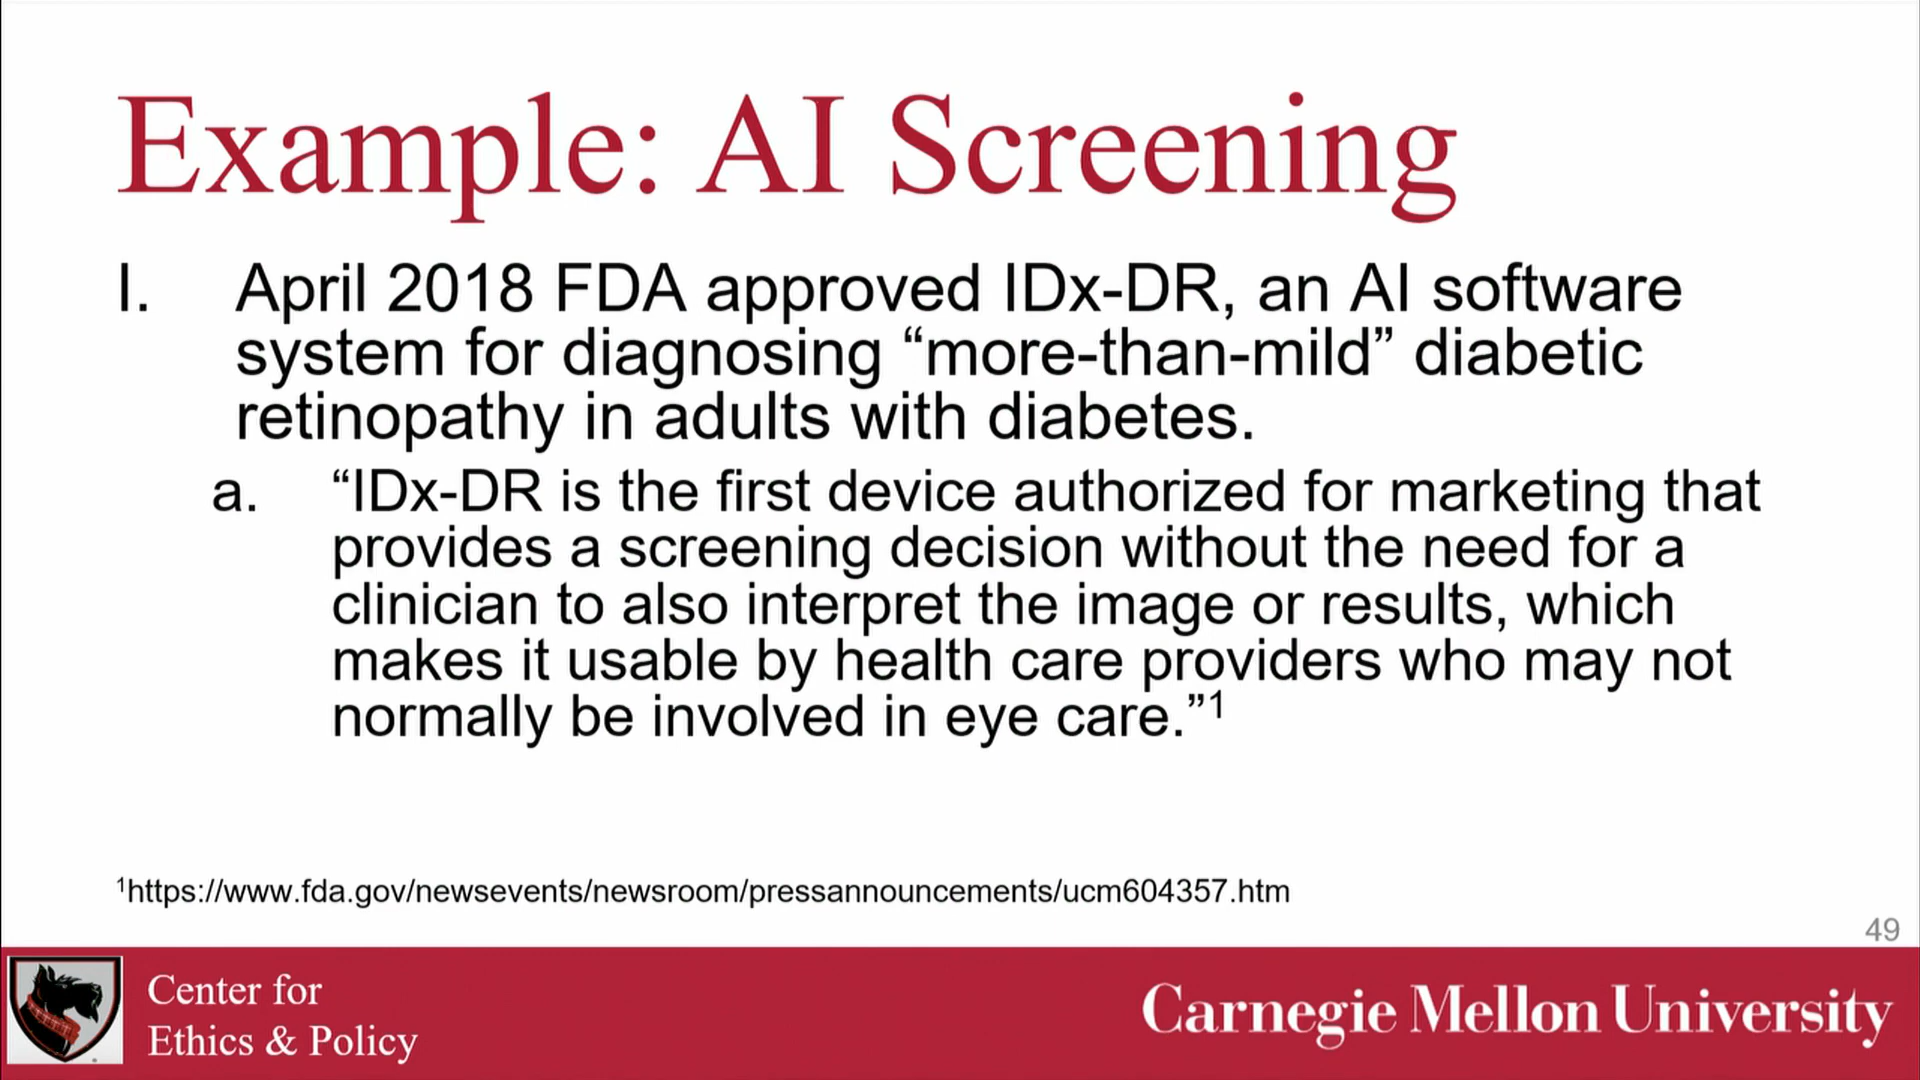 Example: AI Screening
I. April 2018 FDA approved IDx-DR, an AI software
system for diagnosing “more-than-mild” diabetic
retinopathy in adults with diabetes.
a. “IDx-DR is the first device authorized for marketing that
provides a screening decision without the need for a
clinician to also interpret the image or results, which
makes it usable by health care providers who may not
normally be involved in eye care.”¹
¹https://www.fda.gov/newsevents/newsroom/pressannouncements/ucm604357.htm
49
Center for
Ethics & Policy
Carnegie Mellon University